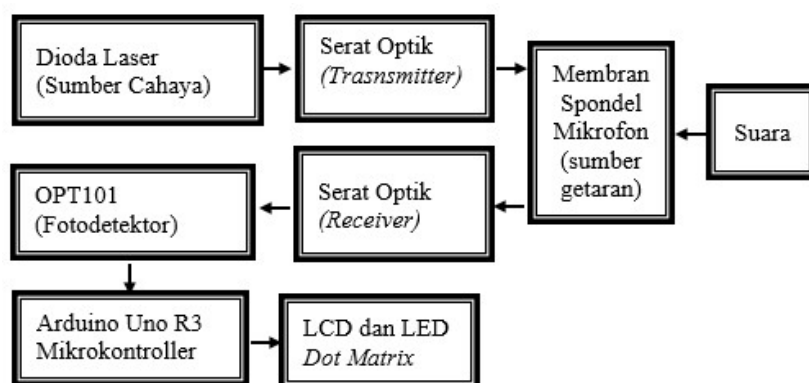 Dioda Laser
(Sumber Cahaya)
Serat Optik
(Trasnsmitter)
Membran
Spondel
Mikrofon
(sumber
getaran)
Suara
OPT101
(Fotodetektor)
Serat Optik
(Receiver)
Arduino Uno R3
Mikrokontroller
LCD dan LED
Dot Matrix